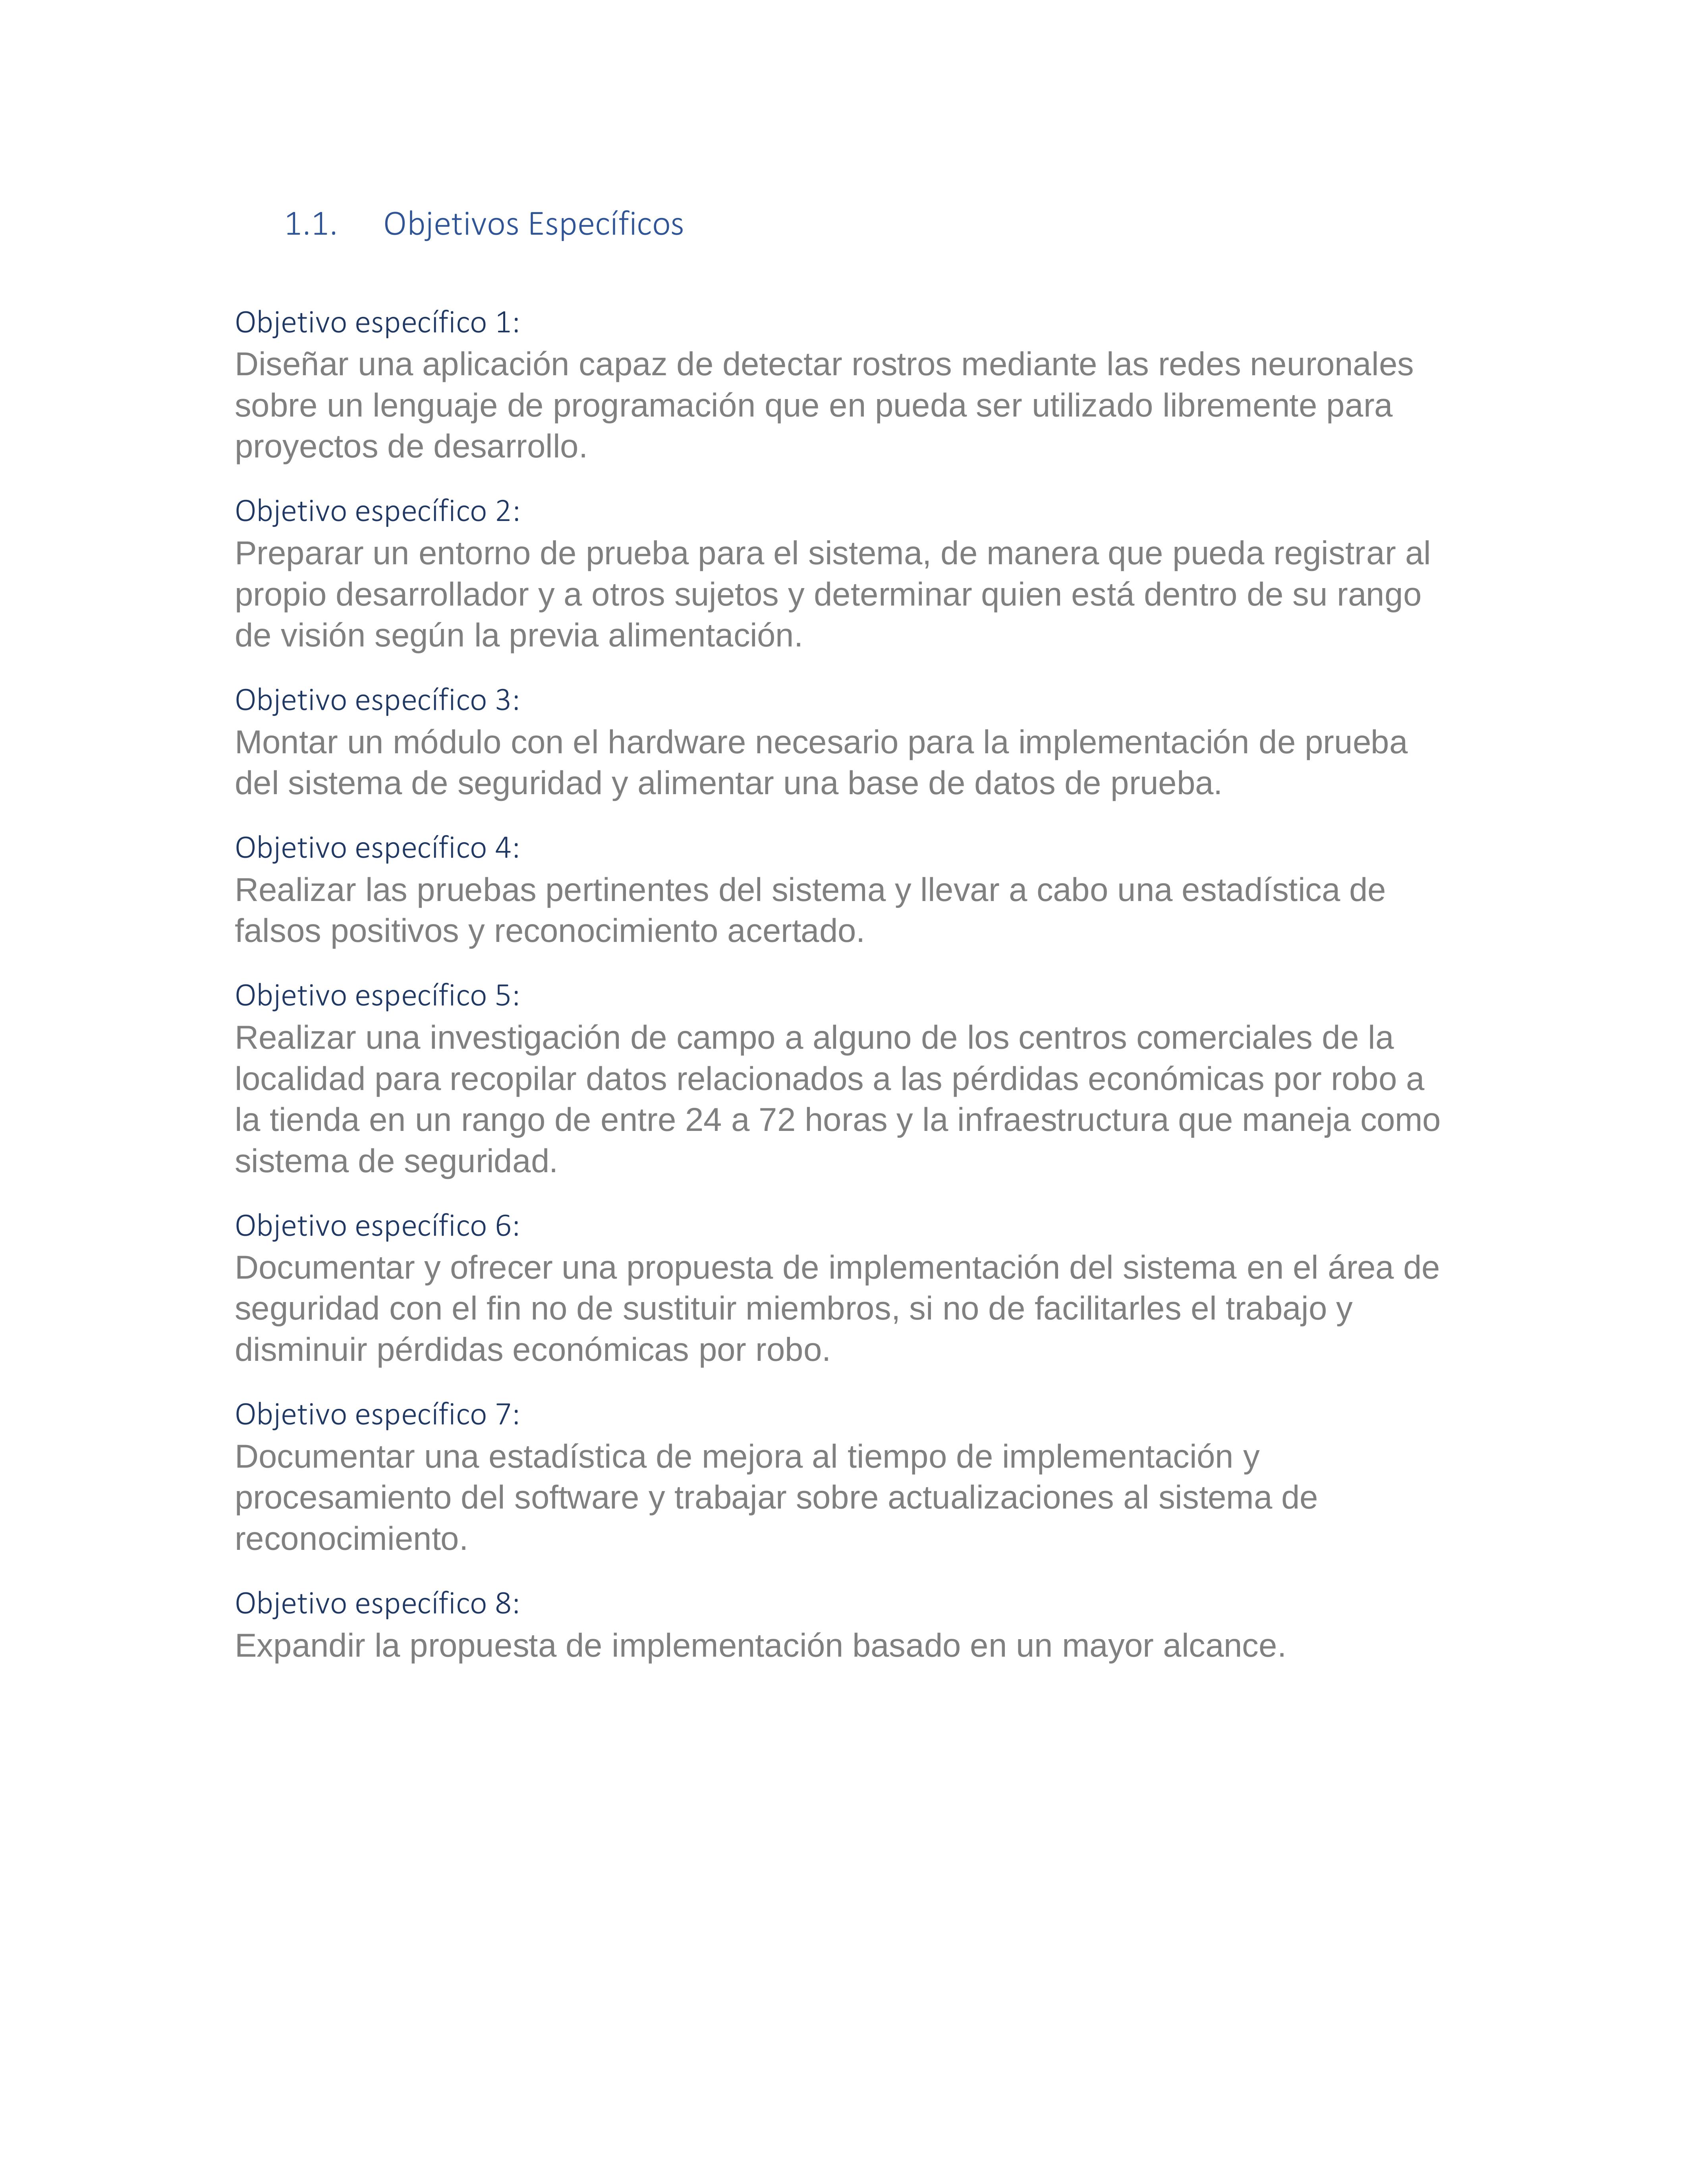 1.1. Objetivos Específicos
Objetivo específico 1:
Diseñar una aplicación capaz de detectar rostros mediante las redes neuronales
sobre un lenguaje de programación que en pueda ser utilizado libremente para
proyectos de desarrollo.
Objetivo específico 2:
Preparar un entorno de prueba para el sistema, de manera que pueda registrar al
propio desarrollador y a otros sujetos y determinar quien está dentro de su rango
de visión según la previa alimentación.
Objetivo específico 3:
Montar un módulo con el hardware necesario para la implementación de prueba
del sistema de seguridad y alimentar una base de datos de prueba.
Objetivo específico 4:
Realizar las pruebas pertinentes del sistema y llevar a cabo una estadística de
falsos positivos y reconocimiento acertado.
Objetivo específico 5:
Realizar una investigación de campo a alguno de los centros comerciales de la
localidad para recopilar datos relacionados a las pérdidas económicas por robo a
la tienda en un rango de entre 24 a 72 horas y la infraestructura que maneja como
sistema de seguridad.
Objetivo específico 6:
Documentar y ofrecer una propuesta de implementación del sistema en el área de
seguridad con el fin no de sustituir miembros, si no de facilitarles el trabajo y
disminuir pérdidas económicas por robo.
Objetivo específico 7:
Documentar una estadística de mejora al tiempo de implementación y
procesamiento del software y trabajar sobre actualizaciones al sistema de
reconocimiento.
Objetivo específico 8:
Expandir la propuesta de implementación basado en un mayor alcance.